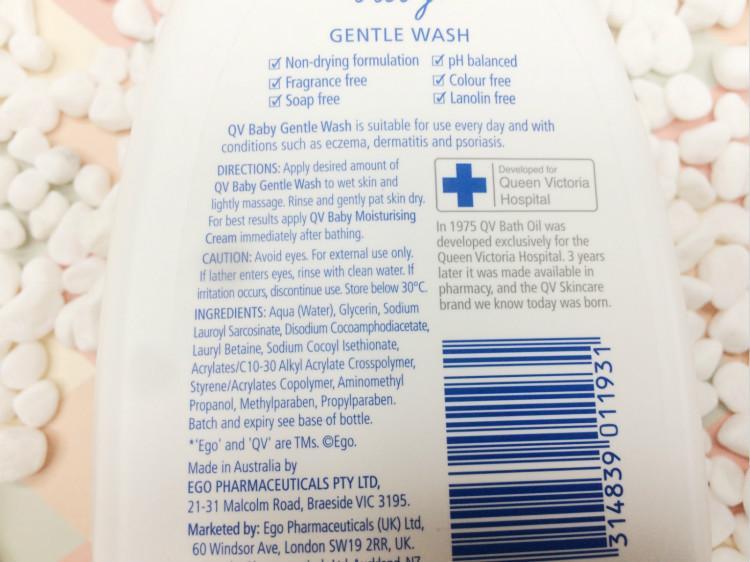 GENTLE WASH
Non-drying formulation
pH balanced
Fragrance free
Colour free
Soap free
Lanolin free
QV Baby Gentle Wash is suitable for use every day and with
conditions such as eczema, dermatitis and psoriasis.
DIRECTIONS: Apply desired amount of
QV Baby Gentle Wash to wet skin and
lightly massage. Rinse and gently pat skin dry.
For best results apply QV Baby Moisturising
Cream immediately after bathing.
CAUTION: Avoid eyes. For external use only.
If lather enters eyes, rinse with clean water. If
irritation occurs, discontinue use. Store below 30°C.
INGREDIENTS: Aqua (Water), Glycerin, Sodium
Lauroyl Sarcosinate, Disodium Cocoamphodiacetate,
Lauryl Betaine, Sodium Cocoyl Isethionate,
Acrylates/C10-30 Alkyl Acrylate Crosspolymer,
Styrene/Acrylates Copolymer, Aminomethyl
Propanol, Methylparaben, Propylparaben.
Batch and expiry see base of bottle.
*'Ego' and 'QV' are TMs. ©Ego.
Made in Australia by
EGO PHARMACEUTICALS PTY LTD,
21-31 Malcolm Road, Braeside VIC 3195.
Marketed by: Ego Pharmaceuticals (UK) Ltd,
60 Windsor Ave, London SW19 2RR, UK.
Developed for
Queen Victoria
Hospital
In 1975 QV Bath Oil was
developed exclusively for the
Queen Victoria Hospital. 3 years
later it was made available in
pharmacy, and the QV Skincare
brand we know today was born.
9 314839 011931